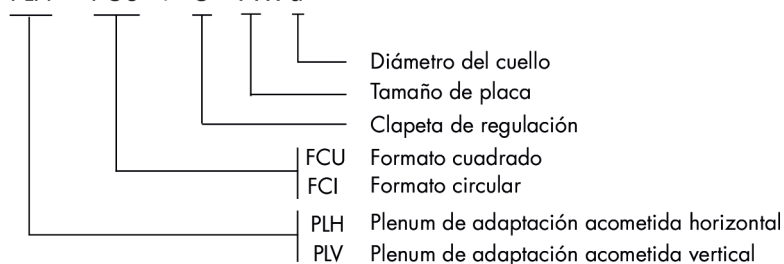 Diámetro del cuello
Tamaño de placa
Clapeta de regulación
FCU Formato cuadrado
FCI Formato circular
PLH Plenum de adaptación acometida horizontal
PLV Plenum de adaptación acometida vertical